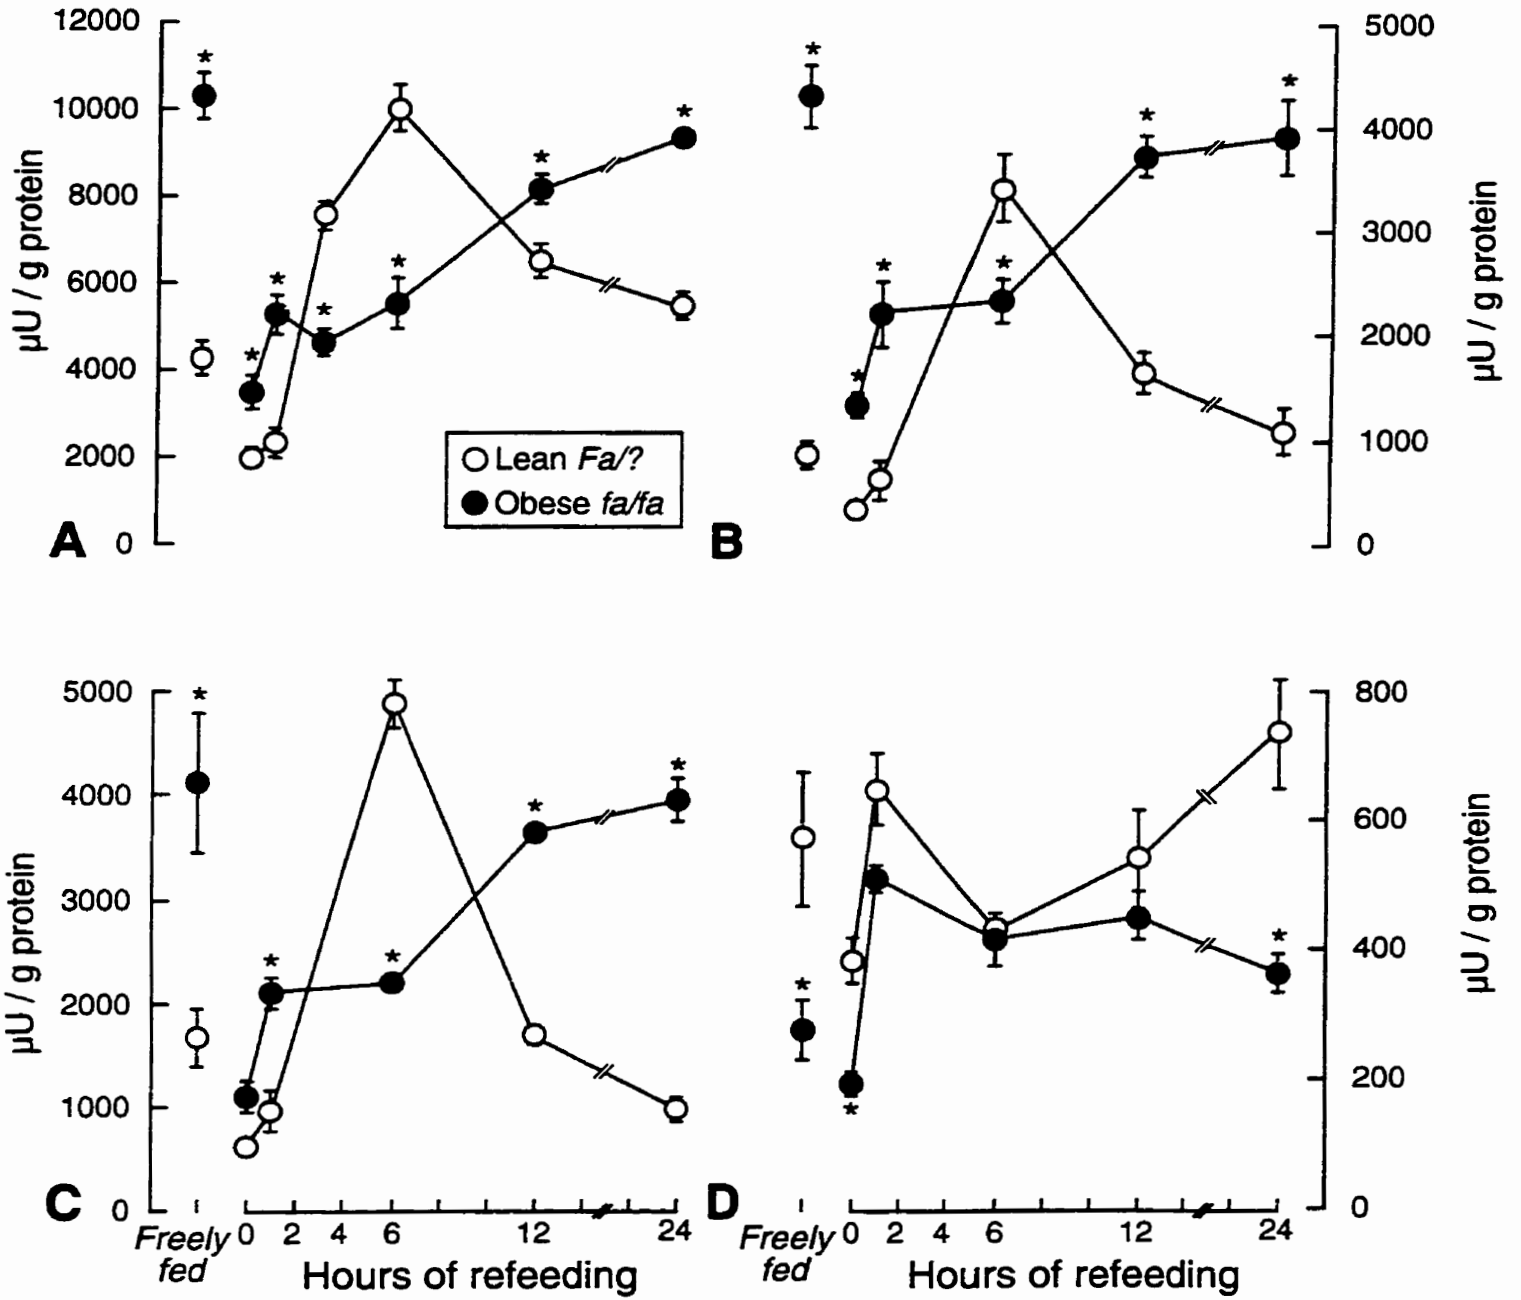 12000
10000
8000
6000
4000
2000
0
µU / g protein
A
*
*
*
*
*
*
*
Lean Fa/?
Obese fa/fa
5000
4000
3000
2000
1000
0
µU / g protein
B
*
*
*
*
*
*
5000
4000
3000
2000
1000
0
µU / g protein
C
*
*
*
*
*
Freely fed
0 2 4 6 12 24
Hours of refeeding
800
600
400
200
0
µU / g protein
D
*
*
*
Freely fed
0 2 4 6 12 24
Hours of refeeding